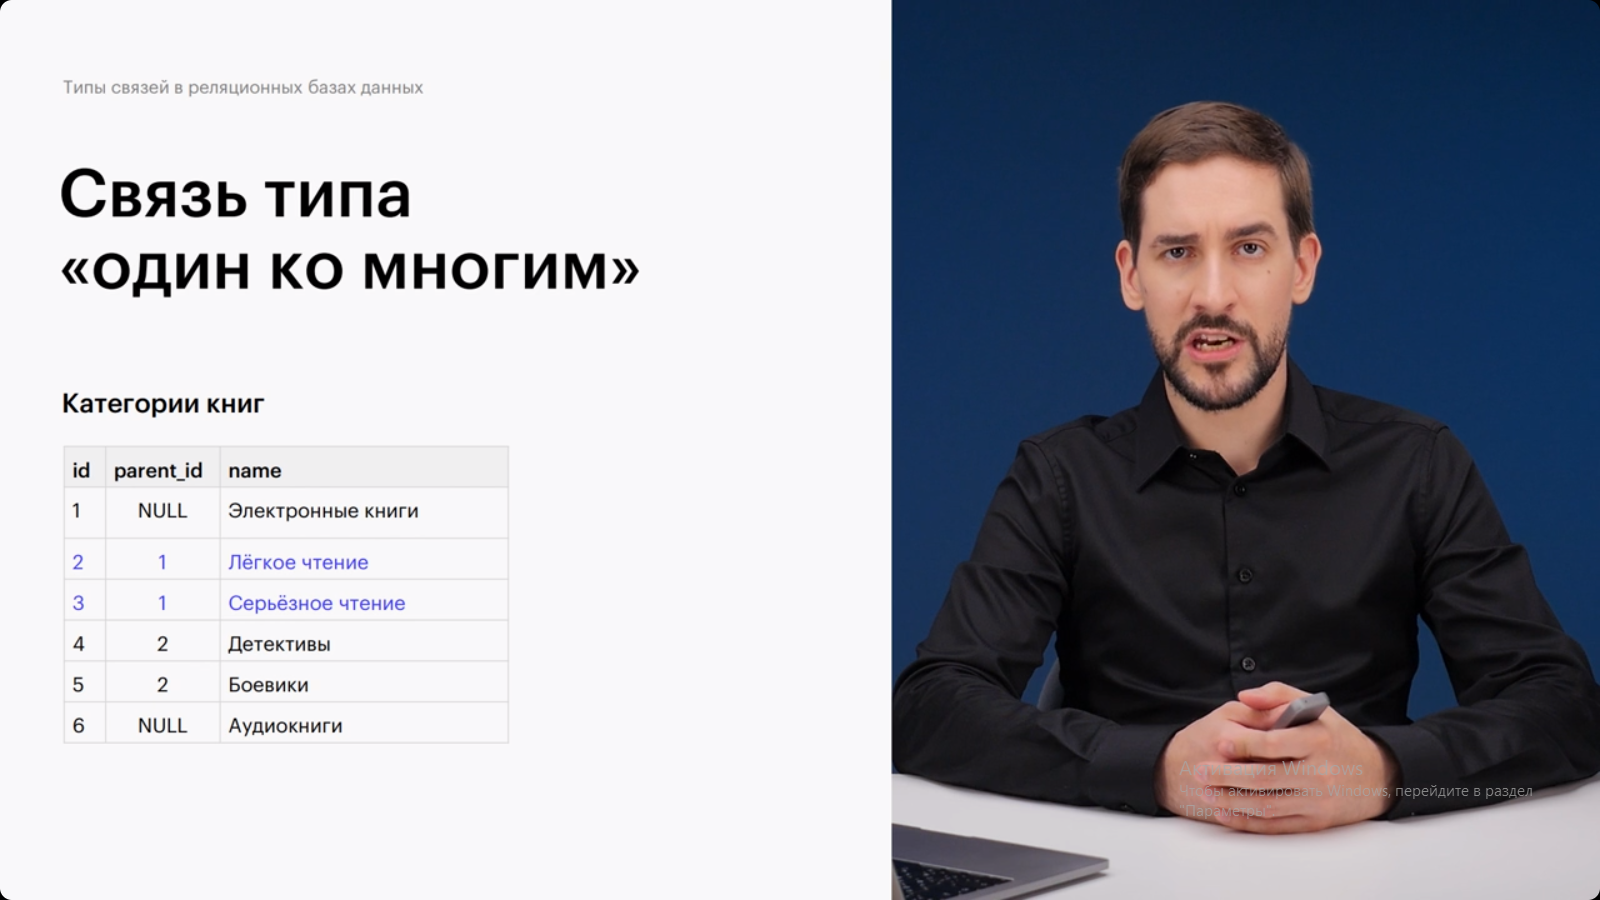 Типы связей в реляционных базах данных
Связь типа
«один ко многим»
Категории книг
id parent_id name
1 NULL Электронные книги
2 1 Лёгкое чтение
3 1 Серьёзное чтение
4 2 Детективы
5 2 Боевики
6 NULL Аудиокниги
Активация Windows
Чтобы активировать Windows, перейдите в раздел
"Параметры".